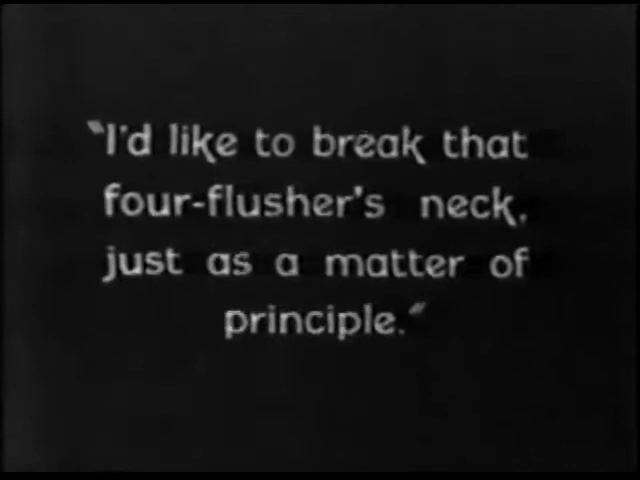 "I'd like to break that
four-flusher's neck,
just as a matter of
principle."